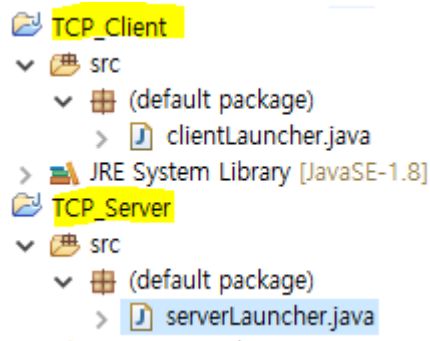 TCP_Client
src
(default package)
clientLauncher.java
JRE System Library [JavaSE-1.8]
TCP_Server
src
(default package)
serverLauncher.java